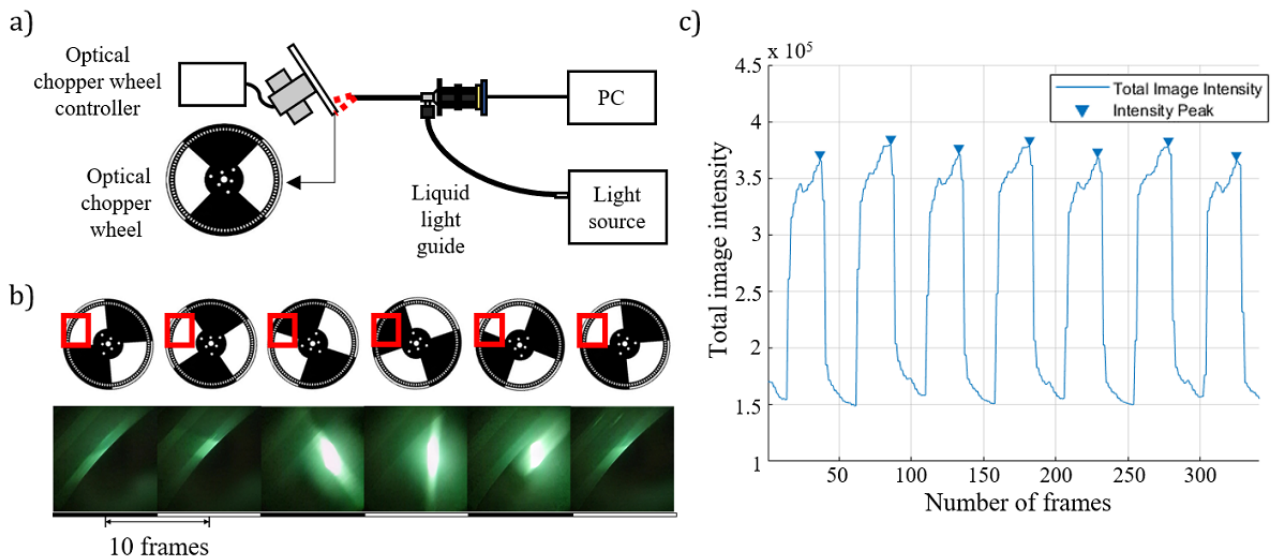 a)
Optical
chopper wheel
controller
PC
Optical
chopper
wheel
Liquid
light
guide
Light
source
b)
10 frames
c)
x 10⁵
4.5
4
3.5
3
2.5
2
1.5
1
50
100
150
200
250
300
Total image intensity
Number of frames
Total Image Intensity
Intensity Peak